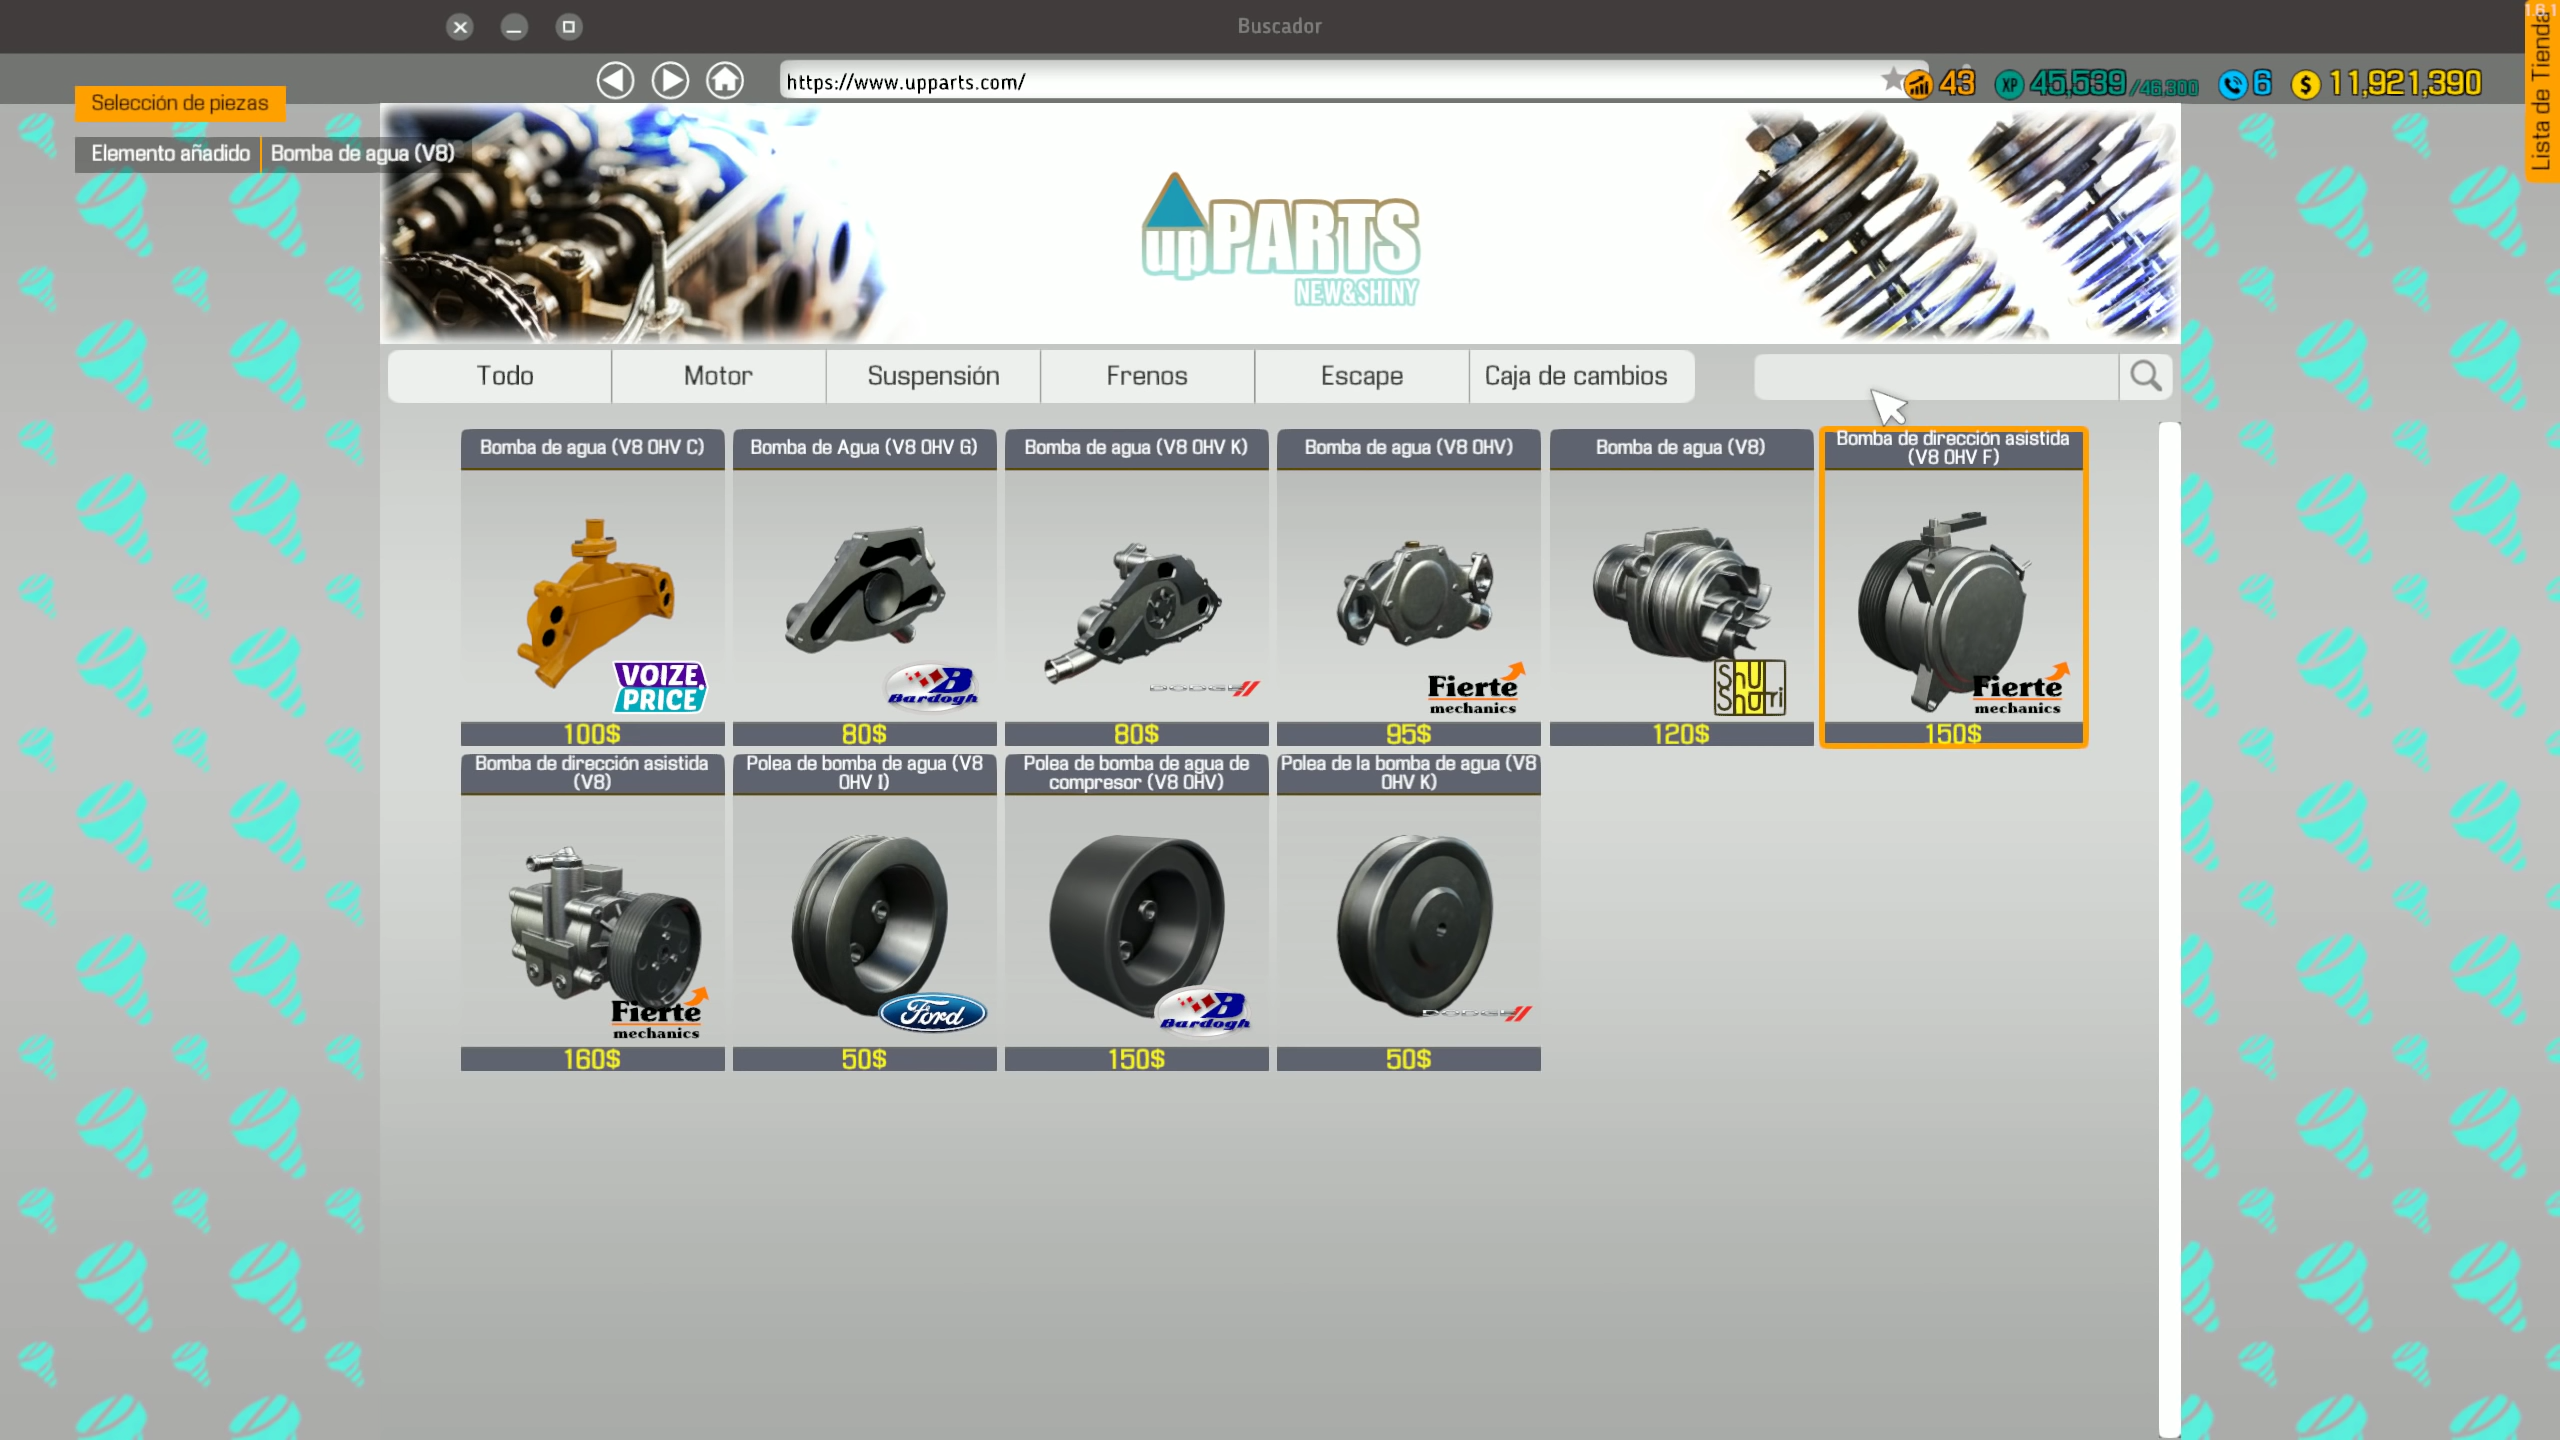 Buscador
1.6.1
https://www.upparts.com/
43
XP 45,539/46,300
6
$ 11,921,390
Lista de Tienda
Selección de piezas
Elemento añadido Bomba de agua (V8)
upPARTS
NEW&SHINY
Todo Motor Suspensión Frenos Escape Caja de cambios
Bomba de agua (V8 OHV C)
VOIZE
PRICE
100$
Bomba de Agua (V8 OHV G)
Bardogh
80$
Bomba de agua (V8 OHV K)
DODGE
80$
Bomba de agua (V8 OHV)
Fierte
mechanics
95$
Bomba de agua (V8)
120$
Bomba de dirección asistida
(V8 OHV F)
Fierte
mechanics
150$
Bomba de dirección asistida
(V8)
Fierte
mechanics
160$
Polea de bomba de agua (V8
OHV I)
Ford
50$
Polea de bomba de agua de
compresor (V8 OHV)
Bardogh
150$
Polea de la bomba de agua (V8
OHV K)
DODGE
50$